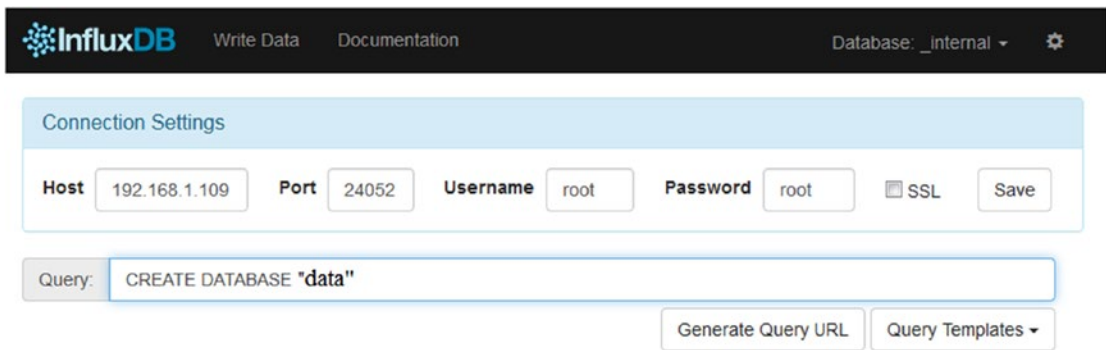 InfluxDB Write Data Documentation Database: _internal
Connection Settings
Host 192.168.1.109 Port 24052 Username root Password root SSL Save
Query: CREATE DATABASE "data"
Generate Query URL Query Templates